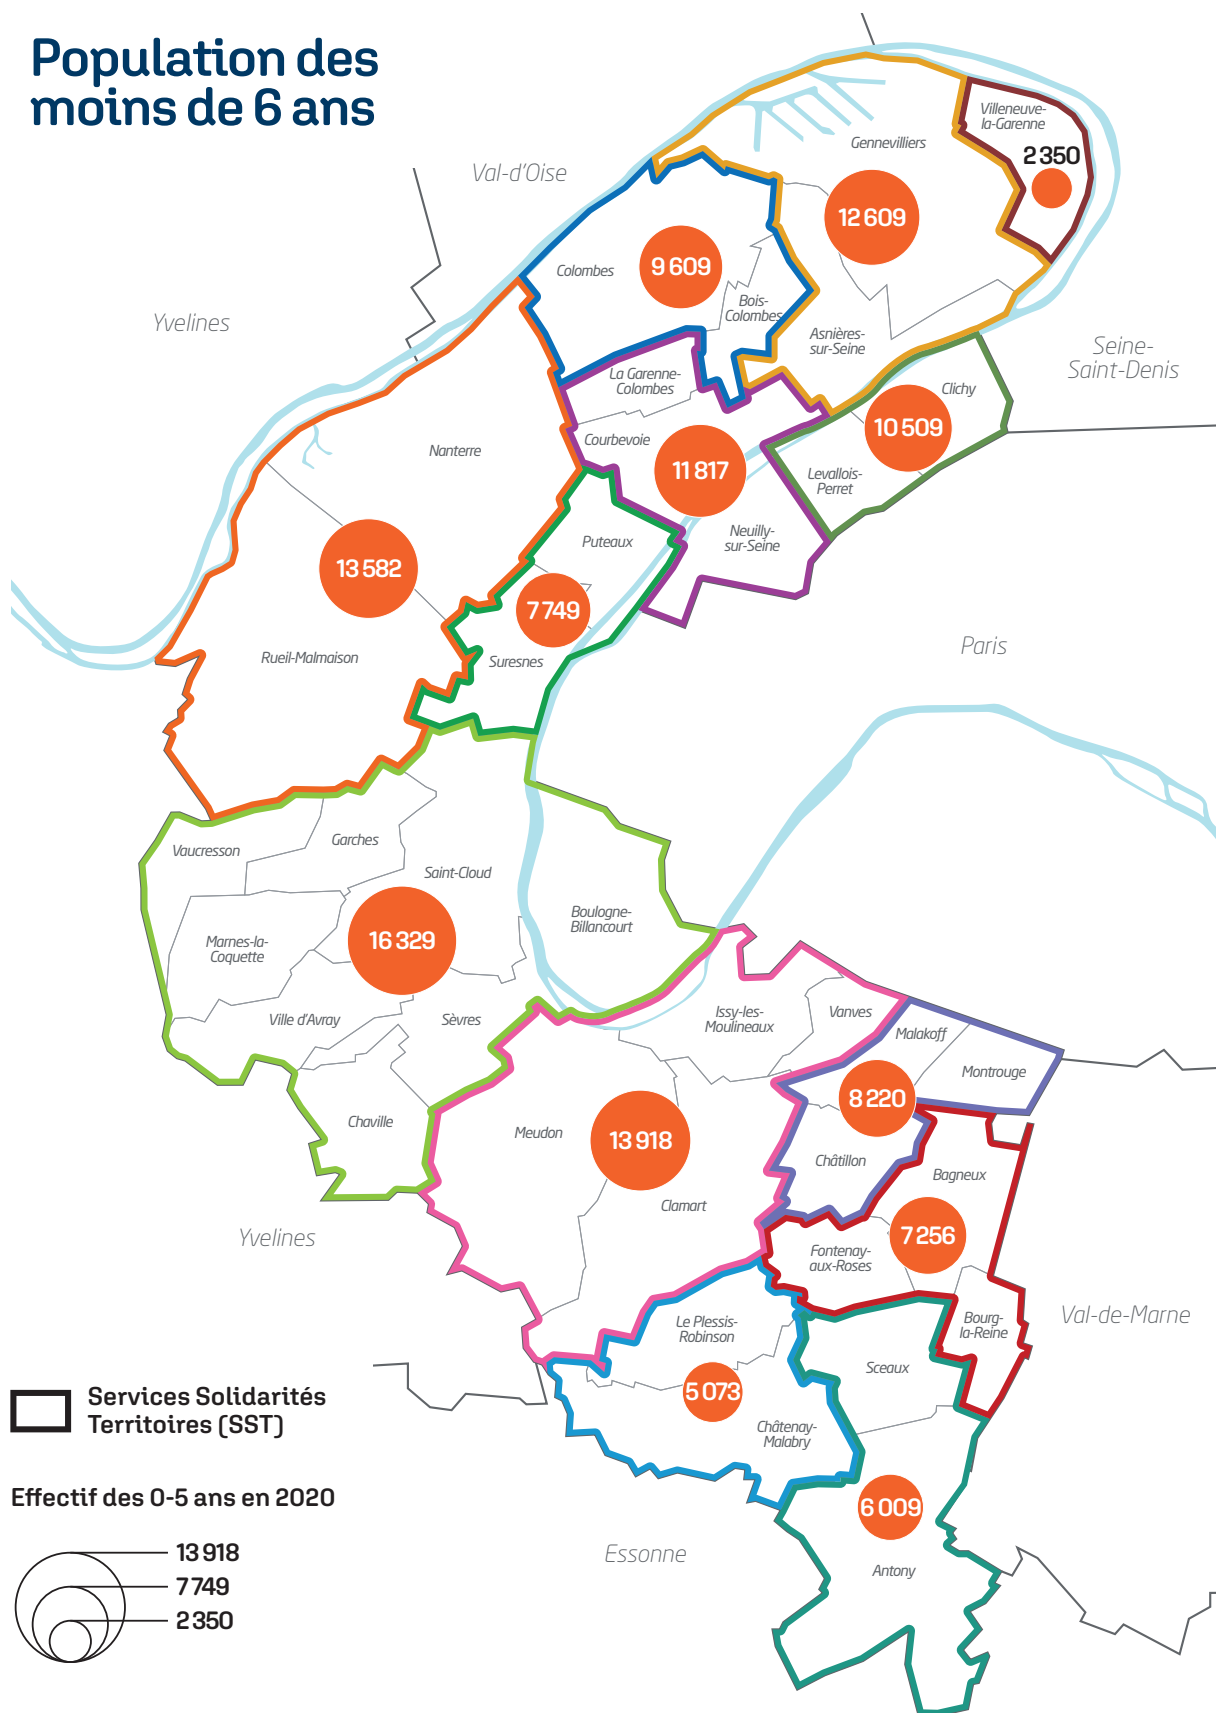 Population des
moins de 6 ans
Villeneuve-
la-Garenne
2 350
Gennevilliers
Val-d'Oise
12 609
Colombes
9 609
Bois-
Colombes
Yvelines
Asnières-
sur-Seine
Seine-
Saint-Denis
La Garenne-
Colombes
Clichy
10 509
Courbevoie
Nanterre
11 817
Levallois-
Perret
Neuilly-
sur-Seine
Puteaux
13 582
7 749
Paris
Rueil-Malmaison
Suresnes
Garches
Vaucresson
Saint-Cloud
Boulogne-
Billancourt
16 329
Marnes-la-
Coquette
Ville d'Avray
Sèvres
Issy-les-
Moulineaux
Vanves
Malakoff
Montrouge
8 220
Chaville
Meudon
13 918
Châtillon
Bagneux
Clamart
Yvelines
7 256
Fontenay-
aux-Roses
Val-de-Marne
Le Plessis-
Robinson
Bourg-
la-Reine
Sceaux
5 073
Châtenay-
Malabry
Services Solidarités
Territoires (SST)
6 009
Essonne
Antony
Effectif des 0-5 ans en 2020
13 918
7 749
2 350